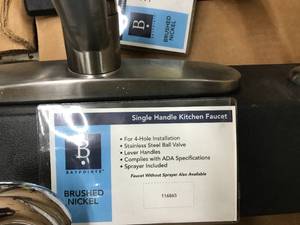 BRUSHED
NICKEL
Single Handle Kitchen Faucet
B
BAYPOINTE
BRUSHED
NICKEL
• For 4-Hole Installation
• Stainless Steel Ball Valve
• Lever Handles
• Complies with ADA Specifications
• Sprayer Included
Faucet Without Sprayer Also Available
116865